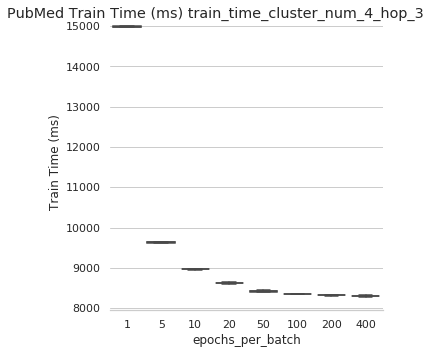 PubMed Train Time (ms) train_time_cluster_num_4_hop_3
15000
14000
13000
12000
11000
10000
9000
8000
Train Time (ms)
1 5 10 20 50 100 200 400
epochs_per_batch